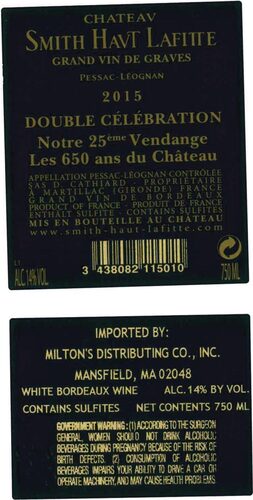 CHATEAU
SMITH HAUT LAFITTE
GRAND VIN DE GRAVES
PESSAC-LÉOGNAN
2015
DOUBLE CÉLÉBRATION
Notre 25ème Vendange
Les 650 ans du Château
APPELLATION PESSAC-LÉOGNAN CONTRÔLÉE
SAS D. CATHIARD - PROPRIÉTAIRE
A MARTILLAC (GIRONDE) FRANCE
GRAND VIN DE BORDEAUX
PRODUCT OF FRANCE - PRODUIT DE FRANCE
ENTHÄLT SULFITE - CONTAINS SULFITES
MIS EN BOUTEILLE AU CHÂTEAU
www.smith-haut-lafitte.com
L1
ALC. 14% VOL.
3 438082 115010
750 ML
IMPORTED BY:
MILTON'S DISTRIBUTING CO., INC.
MANSFIELD, MA 02048
WHITE BORDEAUX WINE ALC. 14% BY VOL.
CONTAINS SULFITES NET CONTENTS 750 ML
GOVERNMENT WARNING: (1) ACCORDING TO THE SURGEON
GENERAL, WOMEN SHOULD NOT DRINK ALCOHOLIC
BEVERAGES DURING PREGNANCY BECAUSE OF THE RISK OF
BIRTH DEFECTS. (2) CONSUMPTION OF ALCOHOLIC
BEVERAGES IMPAIRS YOUR ABILITY TO DRIVE A CAR OR
OPERATE MACHINERY, AND MAY CAUSE HEALTH PROBLEMS.